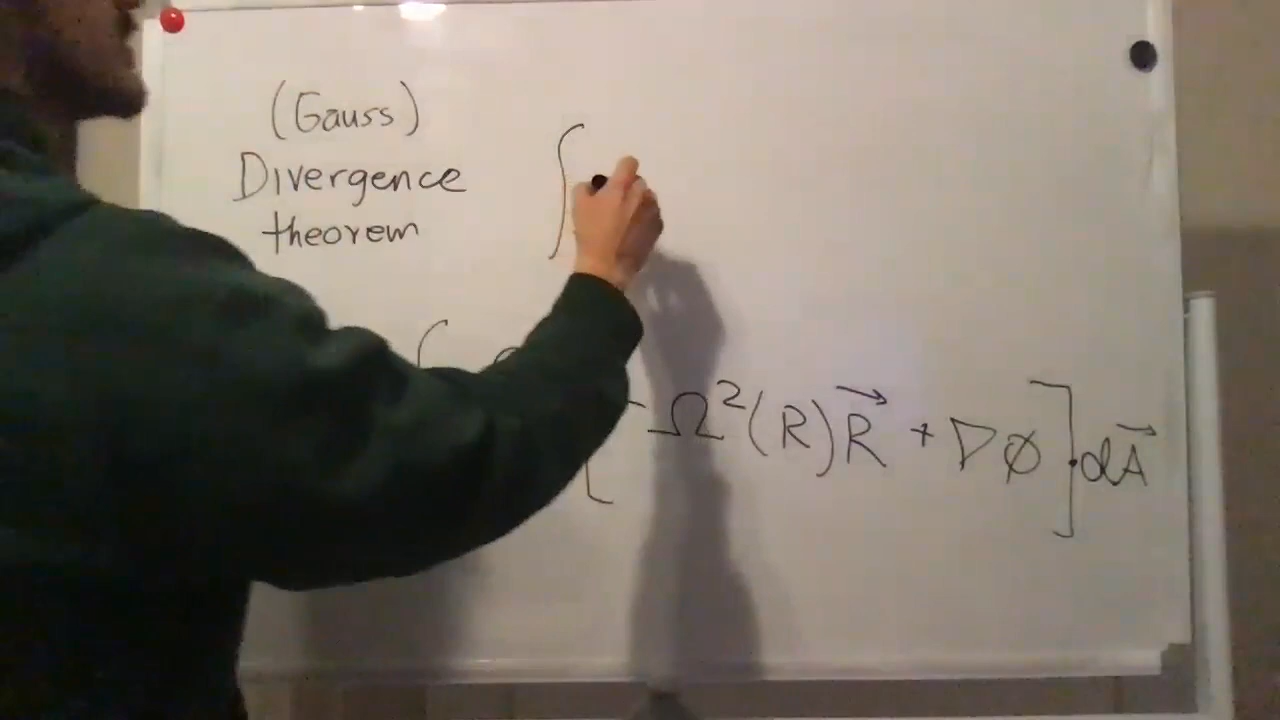 (Gauss)
Divergence
theorem
∫
∫ [-Ω²(R)R⃗ + ∇φ]·dA⃗